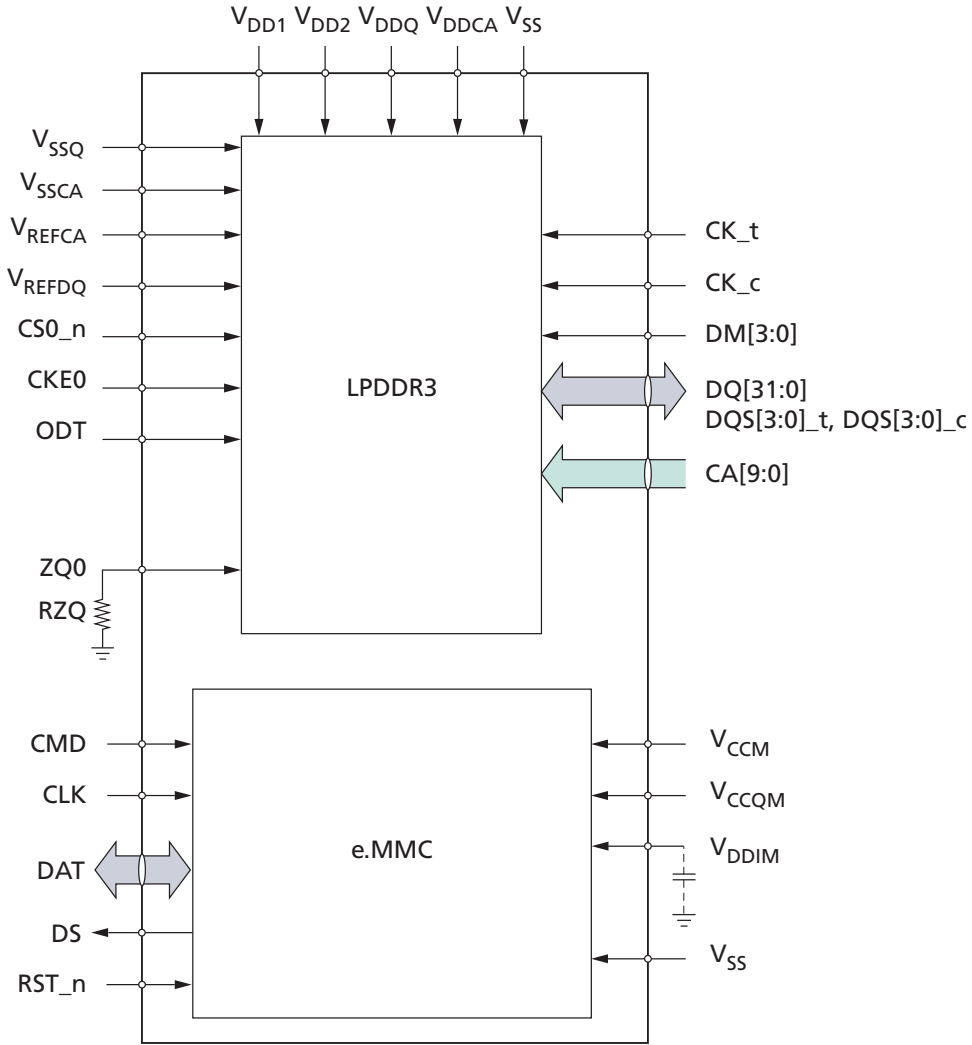 VDD1 VDD2 VDDQ VDDCA VSS
VSSQ
VSSCA
VREFCA
VREFDQ
CS0_n
CKE0
ODT
ZQ0
RZQ
LPDDR3
CK_t
CK_c
DM[3:0]
DQ[31:0]
DQS[3:0]_t, DQS[3:0]_c
CA[9:0]
CMD
CLK
DAT
DS
RST_n
e.MMC
VCCM
VCCQM
VDDIM
VSS